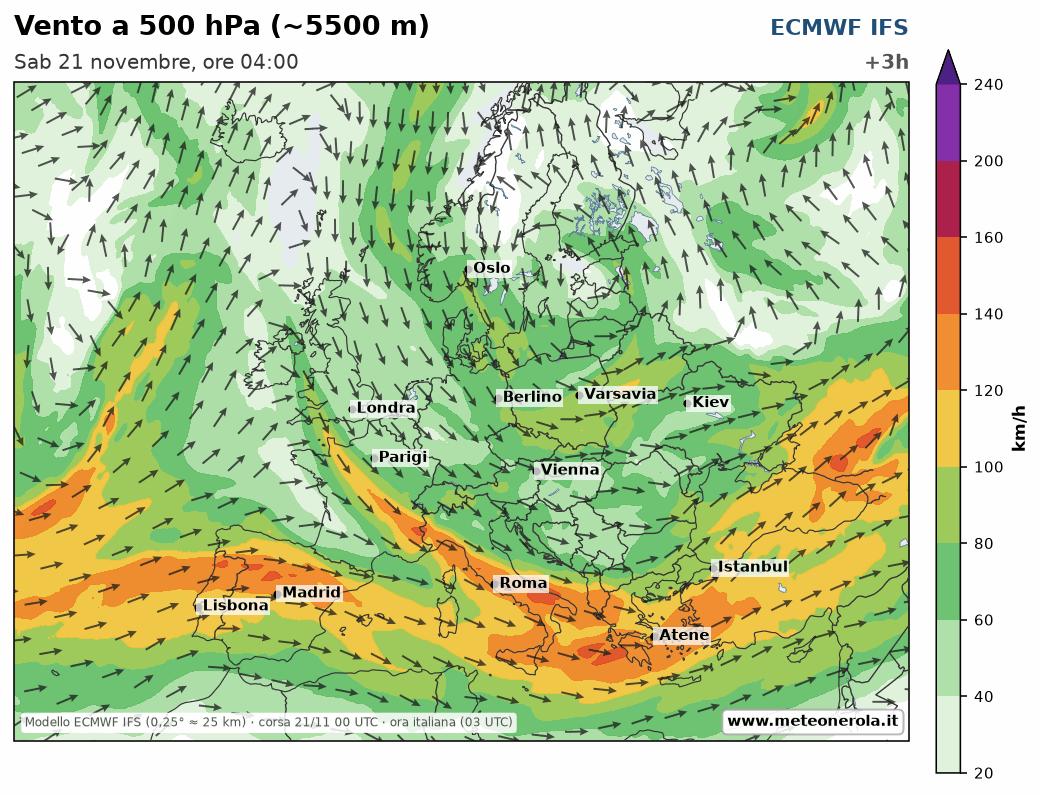 Vento a 500 hPa (~5500 m)
ECMWF IFS
Sab 21 novembre, ore 04:00
+3h
240
200
160
140
120
100
80
60
40
20
km/h
Oslo
Berlino
Varsavia
Kiev
Londra
Parigi
Vienna
Istanbul
Roma
Madrid
Lisbona
Atene
Modello ECMWF IFS (0,25° ≈ 25 km) · corsa 21/11 00 UTC · ora italiana (03 UTC)
www.meteonerola.it